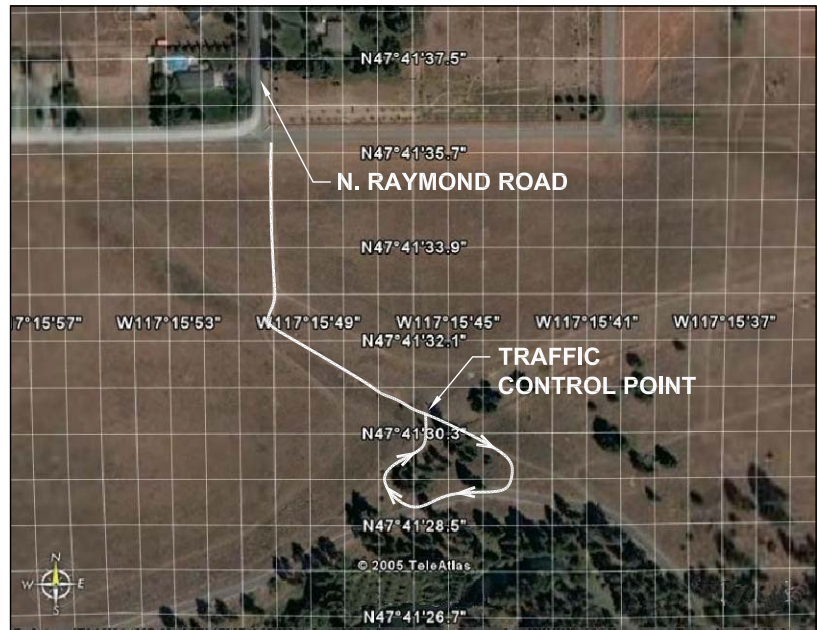 N47°41'37.5"
N47°41'35.7"
N. RAYMOND ROAD
N47°41'33.9"
7°15'57" W117°15'53" W117°15'49" W117°15'45" W117°15'41" W117°15'37"
N47°41'32.1"
TRAFFIC
CONTROL POINT
N47°41'30.3"
N47°41'28.5"
N
W E
S
© 2005 TeleAtlas
N47°41'26.7"